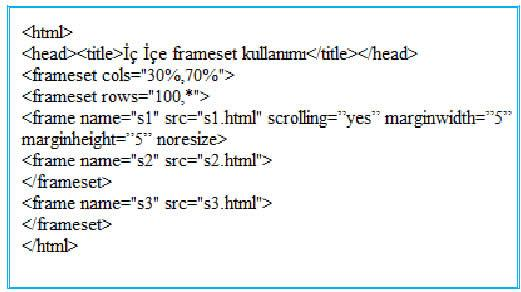 <html>
<head><title>İç İçe frameset kullanımı</title></head>
<frameset cols="30%,70%">
<frameset rows="100,*">
<frame name="s1" src="s1.html" scrolling=”yes” marginwidth=”5”
marginheight=”5” noresize>
<frame name="s2" src="s2.html">
</frameset>
<frame name="s3" src="s3.html">
</frameset>
</html>